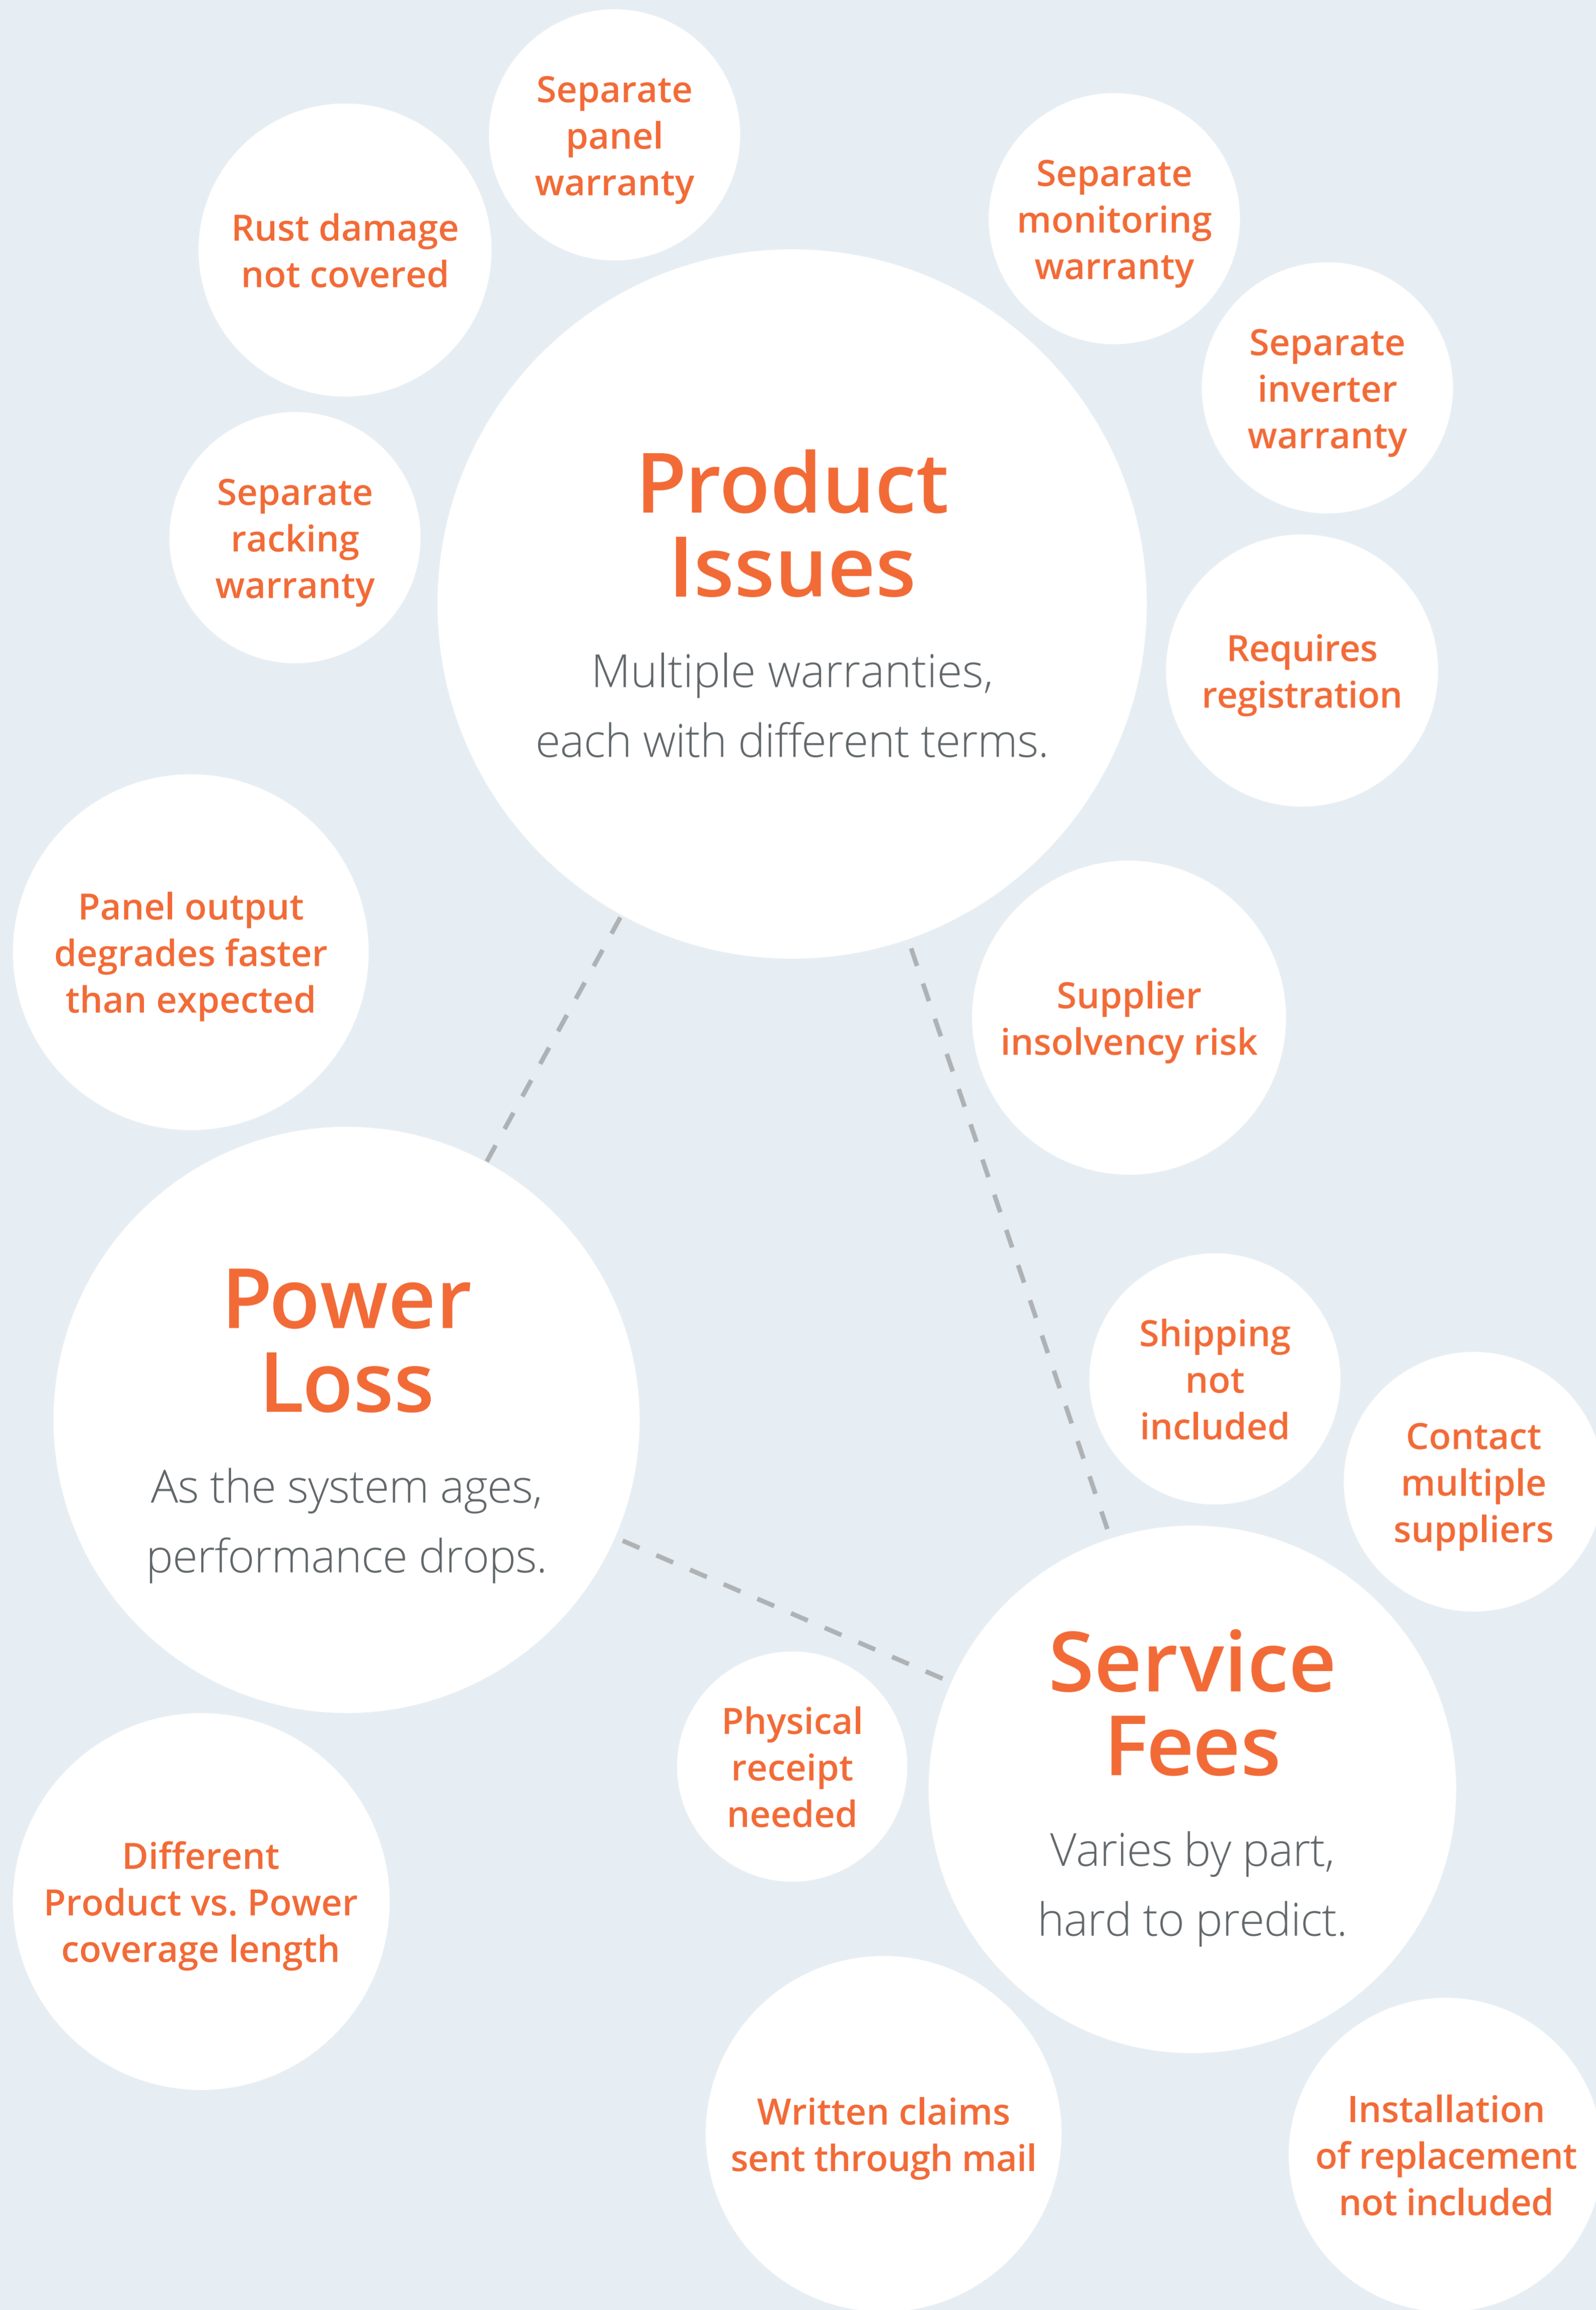 Separate
panel
warranty
Rust damage
not covered
Separate
monitoring
warranty
Separate
inverter
warranty
Separate
racking
warranty
Product
Issues
Multiple warranties,
each with different terms.
Requires
registration
Panel output
degrades faster
than expected
Supplier
insolvency risk
Power
Loss
As the system ages,
performance drops.
Shipping
not
included
Contact
multiple
suppliers
Service
Fees
Varies by part,
hard to predict.
Physical
receipt
needed
Different
Product vs. Power
coverage length
Written claims
sent through mail
Installation
of replacement
not included